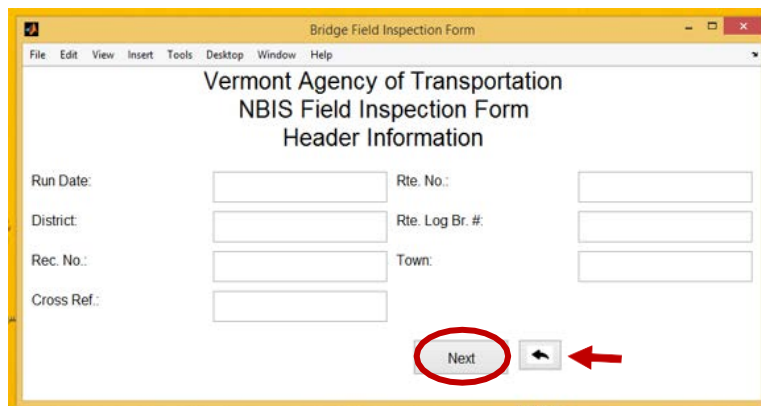 Bridge Field Inspection Form
File Edit View Insert Tools Desktop Window Help
Vermont Agency of Transportation
NBIS Field Inspection Form
Header Information
Run Date: Rte. No.:
District: Rte. Log Br. #:
Rec. No.: Town:
Cross Ref.:
Next